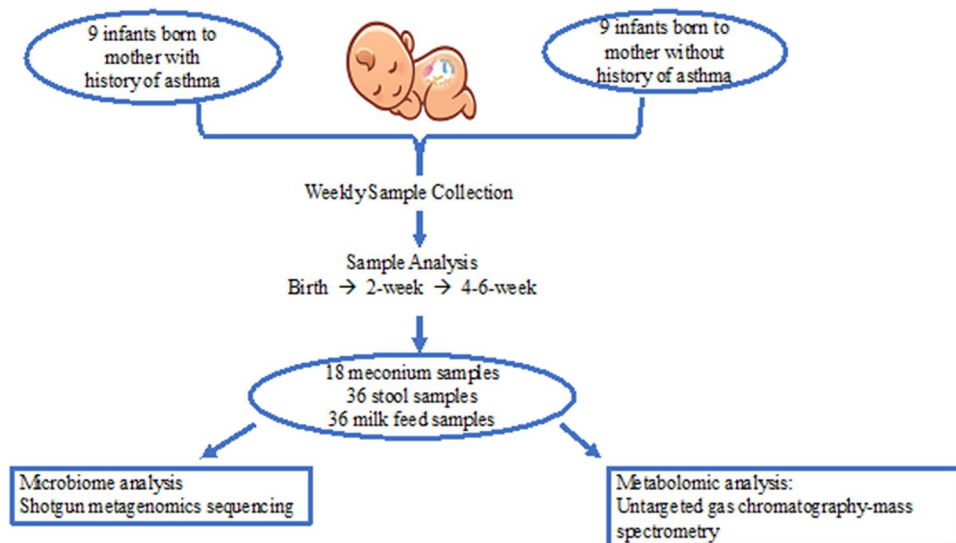 9 infants born to
mother with
history of asthma
9 infants born to
mother without
history of asthma
Weekly Sample Collection
Sample Analysis
Birth → 2-week → 4-6-week
18 meconium samples
36 stool samples
36 milk feed samples
Microbiome analysis
Shotgun metagenomics sequencing
Metabolomic analysis:
Untargeted gas chromatography-mass
spectrometry